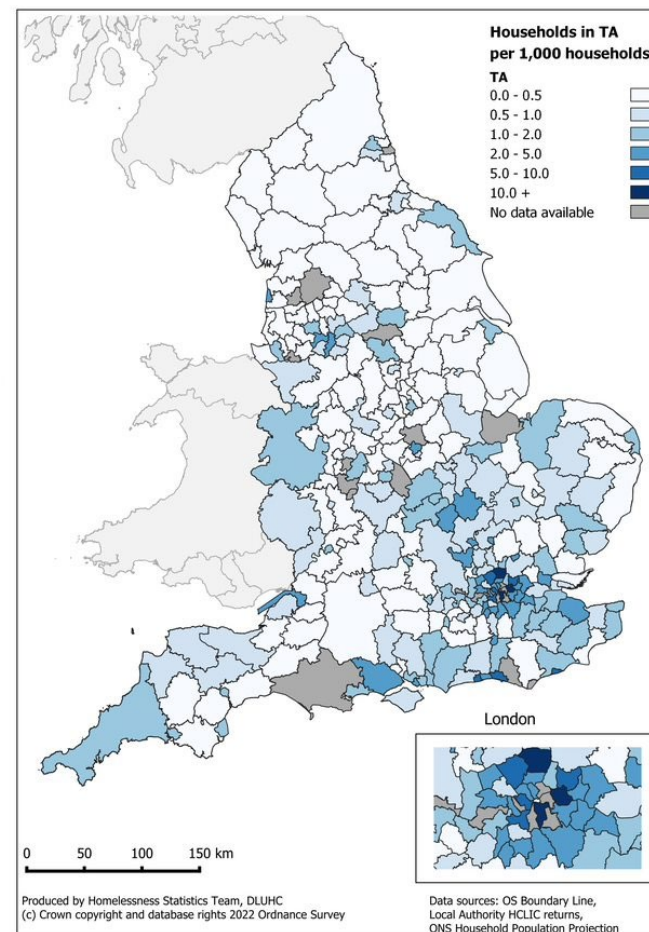 Households in TA
per 1,000 households
TA
0.0 - 0.5
0.5 - 1.0
1.0 - 2.0
2.0 - 5.0
5.0 - 10.0
10.0 +
No data available
London
0 50 100 150 km
Produced by Homelessness Statistics Team, DLUHC
(c) Crown copyright and database rights 2022 Ordnance Survey
Data sources: OS Boundary Line,
Local Authority HCLIC returns,
ONS Household Population Projection